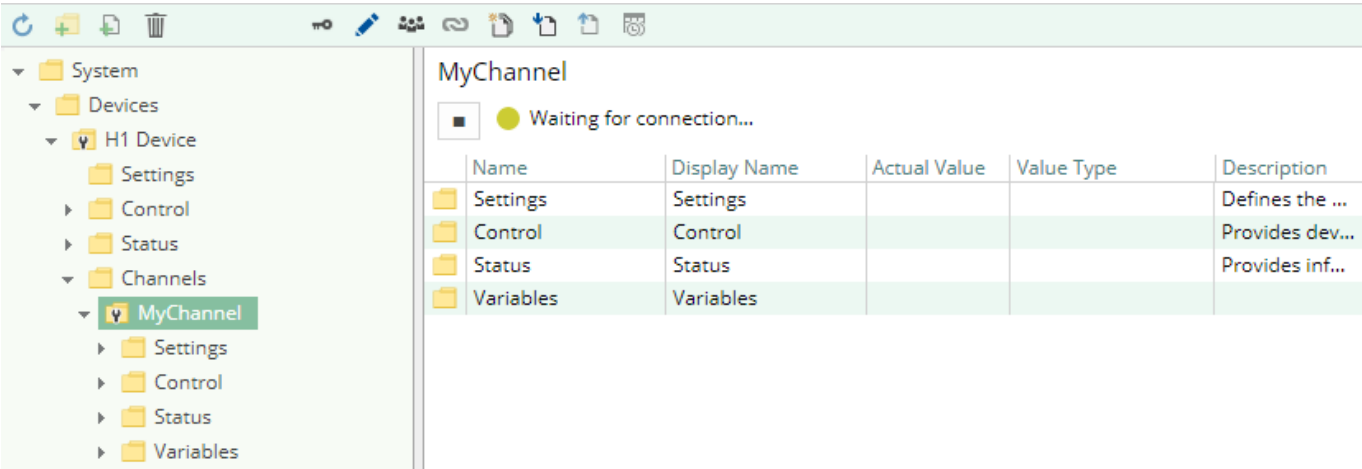 System
Devices
H1 Device
Settings
Control
Status
Channels
MyChannel
Settings
Control
Status
Variables
MyChannel
Waiting for connection...
Name Display Name Actual Value Value Type Description
Settings Settings Defines the ...
Control Control Provides dev...
Status Status Provides inf...
Variables Variables